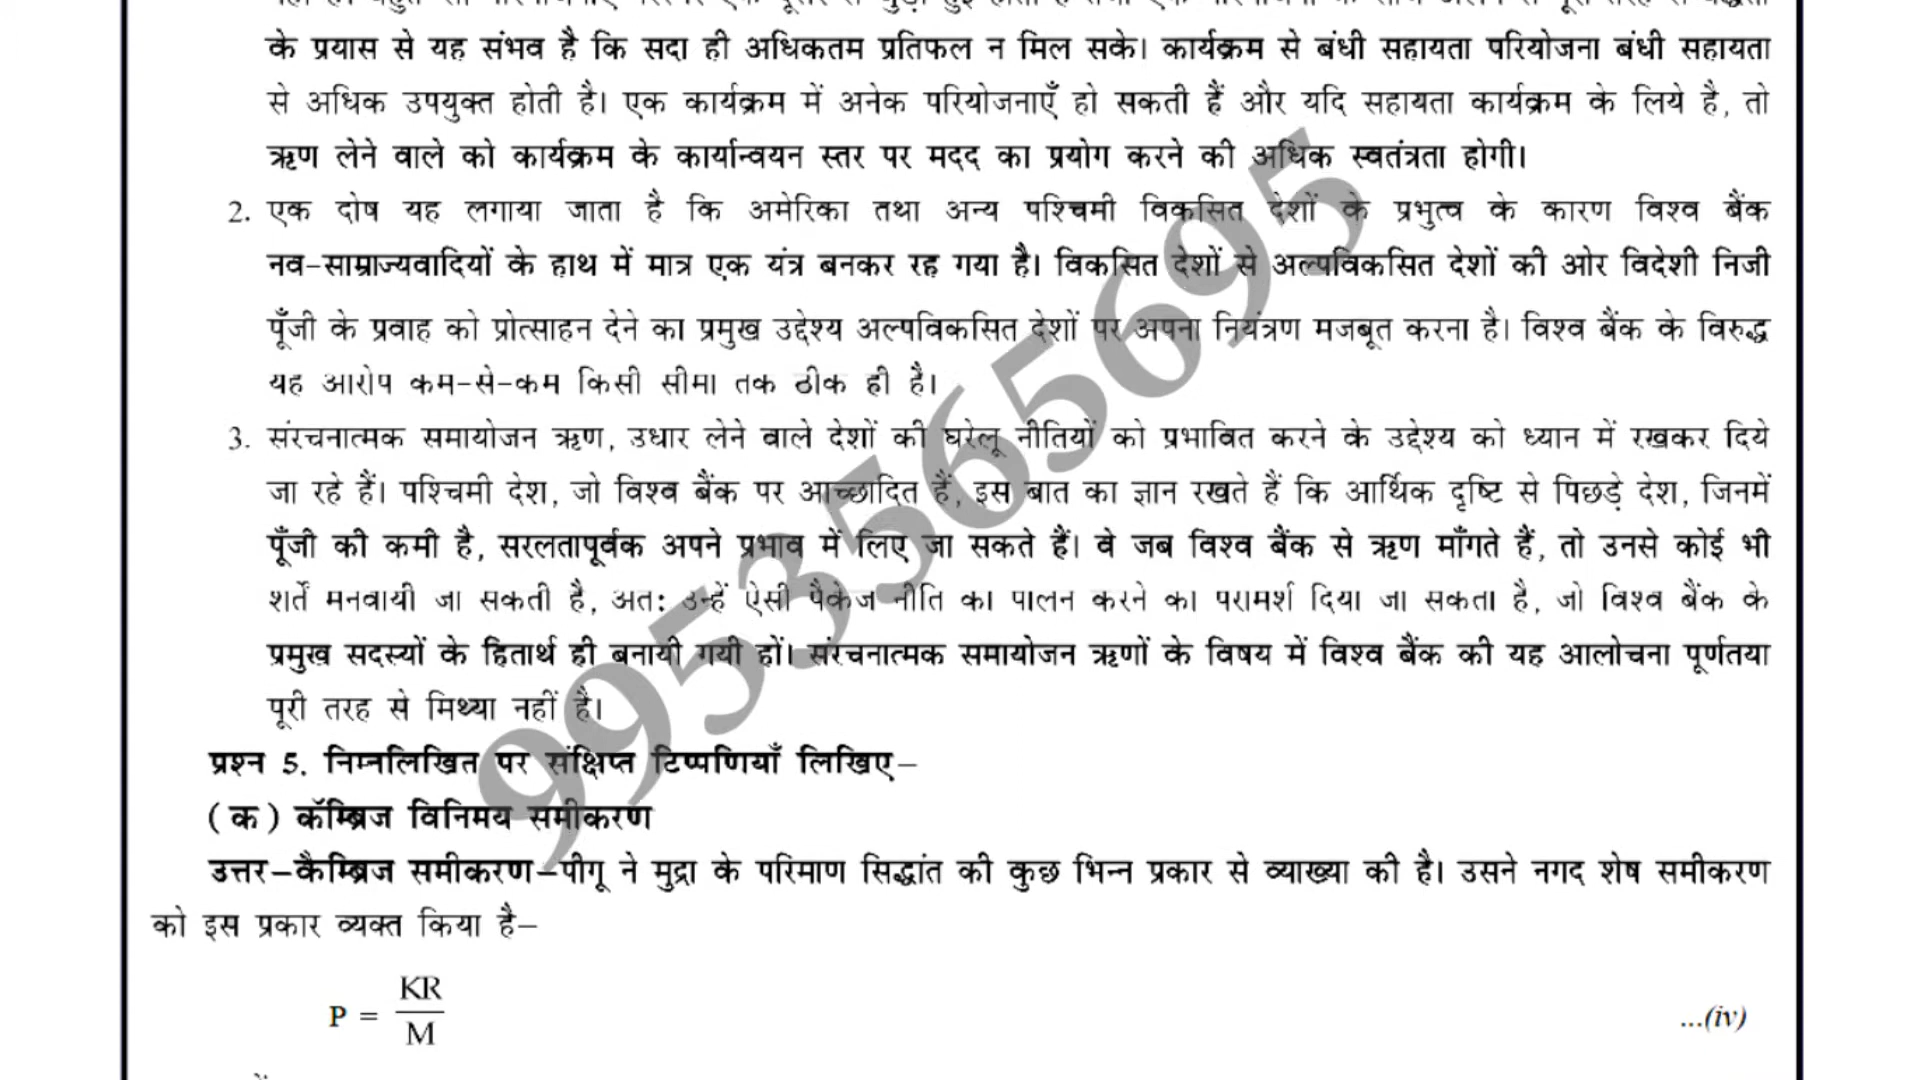 के प्रयास से यह संभव है कि सदा ही अधिकतम प्रतिफल न मिल सके। कार्यक्रम से बंधी सहायता परियोजना बंधी सहायता
से अधिक उपयुक्त होती है। एक कार्यक्रम में अनेक परियोजनाएँ हो सकती हैं और यदि सहायता कार्यक्रम के लिये है, तो
ऋण लेने वाले को कार्यक्रम के कार्यान्वयन स्तर पर मदद का प्रयोग करने की अधिक स्वतंत्रता होगी।
2. एक दोष यह लगाया जाता है कि अमेरिका तथा अन्य पश्चिमी विकसित देशों के प्रभुत्व के कारण विश्व बैंक
नव-साम्राज्यवादियों के हाथ में मात्र एक यंत्र बनकर रह गया है। विकसित देशों से अल्पविकसित देशों की ओर विदेशी निजी
पूँजी के प्रवाह को प्रोत्साहन देने का प्रमुख उद्देश्य अल्पविकसित देशों पर अपना नियंत्रण मजबूत करना है। विश्व बैंक के विरुद्ध
यह आरोप कम-से-कम किसी सीमा तक ठीक ही है।
3. संरचनात्मक समायोजन ऋण, उधार लेने वाले देशों की घरेलू नीतियों को प्रभावित करने के उद्देश्य को ध्यान में रखकर दिये
जा रहे हैं। पश्चिमी देश, जो विश्व बैंक पर आच्छादित हैं, इस बात का ज्ञान रखते हैं कि आर्थिक दृष्टि से पिछड़े देश, जिनमें
पूँजी की कमी है, सरलतापूर्वक अपने प्रभाव में लिए जा सकते हैं। वे जब विश्व बैंक से ऋण माँगते हैं, तो उनसे कोई भी
शर्तें मनवायी जा सकती है, अतः उन्हें ऐसी पैकेज नीति का पालन करने का परामर्श दिया जा सकता है, जो विश्व बैंक के
प्रमुख सदस्यों के हितार्थ ही बनायी गयी हों। संरचनात्मक समायोजन ऋणों के विषय में विश्व बैंक की यह आलोचना पूर्णतया
पूरी तरह से मिथ्या नहीं है।
प्रश्न 5. निम्नलिखित पर संक्षिप्त टिप्पणियाँ लिखिए–
(क) कॅम्ब्रिज विनिमय समीकरण
उत्तर–कैम्ब्रिज समीकरण–पीगू ने मुद्रा के परिमाण सिद्धांत की कुछ भिन्न प्रकार से व्याख्या की है। उसने नगद शेष समीकरण
को इस प्रकार व्यक्त किया है–
P = KR / M ...(iv)
9953565695